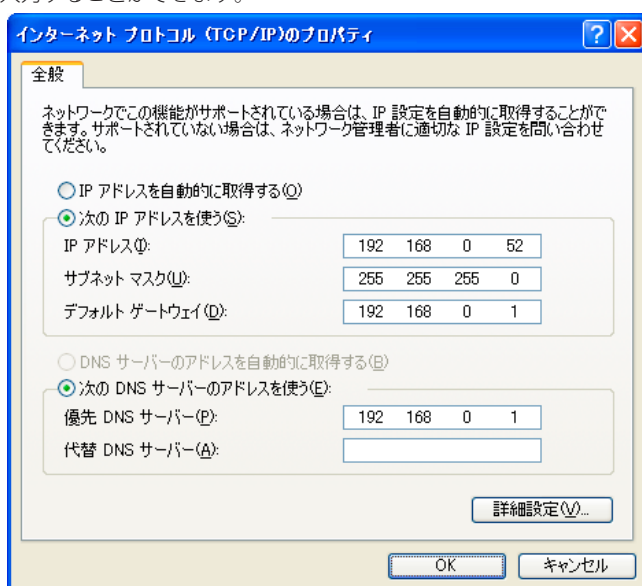 入力することができます。
インターネット プロトコル (TCP/IP)のプロパティ
全般
ネットワークでこの機能がサポートされている場合は、IP 設定を自動的に取得することがで
きます。サポートされていない場合は、ネットワーク管理者に適切な IP 設定を問い合わせ
てください。
IP アドレスを自動的に取得する(O)
次の IP アドレスを使う(S):
IP アドレス(I): 192 168 0 52
サブネット マスク(U): 255 255 255 0
デフォルト ゲートウェイ(D): 192 168 0 1
DNS サーバーのアドレスを自動的に取得する(B)
次の DNS サーバーのアドレスを使う(E):
優先 DNS サーバー(P): 192 168 0 1
代替 DNS サーバー(A):
詳細設定(V)...
OK キャンセル